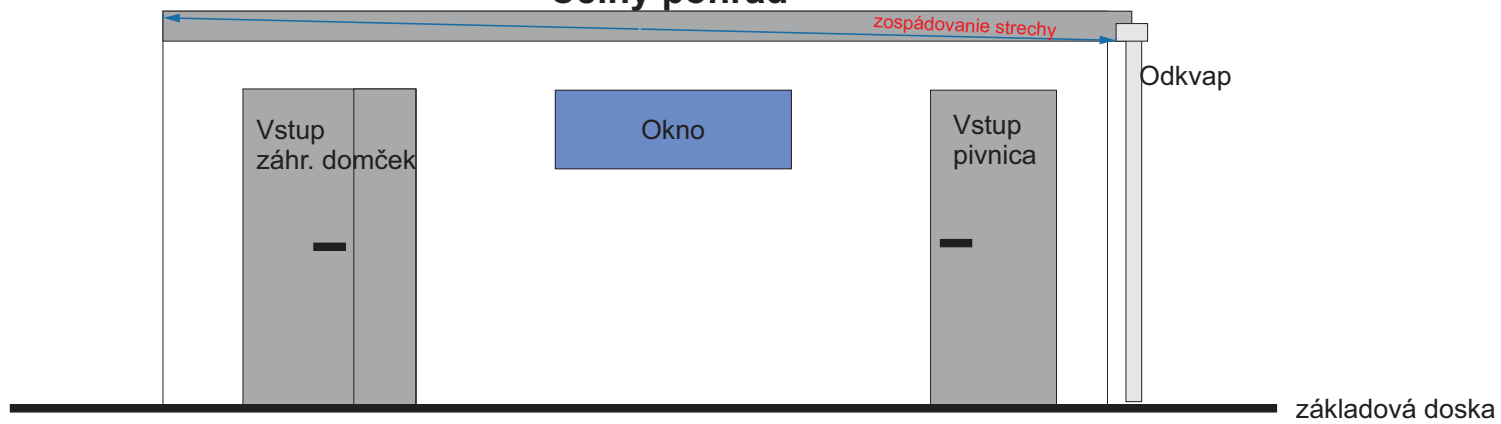 zospádovanie strechy
Odkvap
Vstup
záhr. domček
Okno
Vstup
pivnica
základová doska